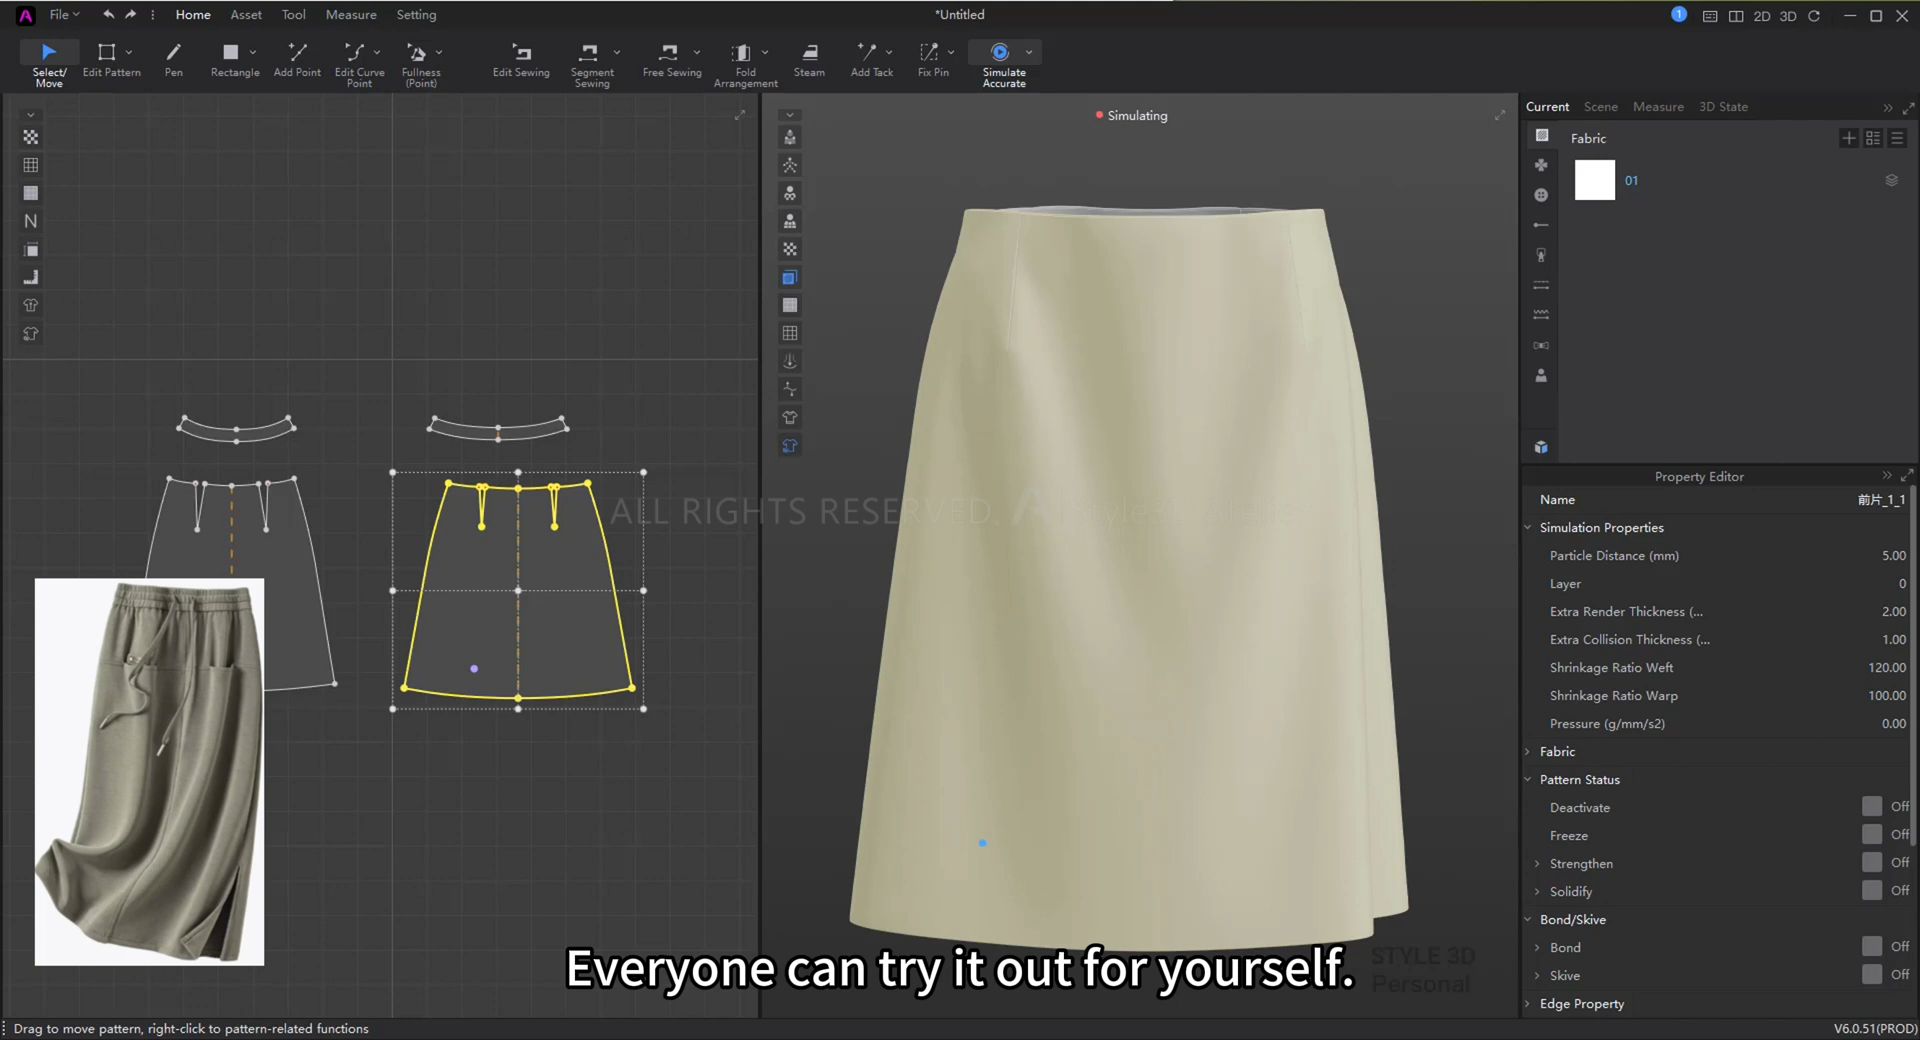 File
Home
Asset
Tool
Measure
Setting
*Untitled
1
2D
3D
Select/
Move
Edit Pattern
Pen
Rectangle
Add Point
Edit Curve
Point
Fullness
(Point)
Edit Sewing
Segment
Sewing
Free Sewing
Fold
Arrangement
Steam
Add Tack
Fix Pin
Simulate
Accurate
Simulating
Current
Scene
Measure
3D State
Fabric
01
ALL RIGHTS RESERVED.
Property Editor
Name
前片_1_1
Simulation Properties
Particle Distance (mm)
5.00
Layer
0
Extra Render Thickness (...
2.00
Extra Collision Thickness (...
1.00
Shrinkage Ratio Weft
120.00
Shrinkage Ratio Warp
100.00
Pressure (g/mm/s2)
0.00
Fabric
Pattern Status
Deactivate
Off
Freeze
Off
Strengthen
Off
Solidify
Off
Bond/Skive
Bond
Off
Skive
Off
Edge Property
STYLE 3D
Personal
Everyone can try it out for yourself.
Drag to move pattern, right-click to pattern-related functions
V6.0.51(PROD)